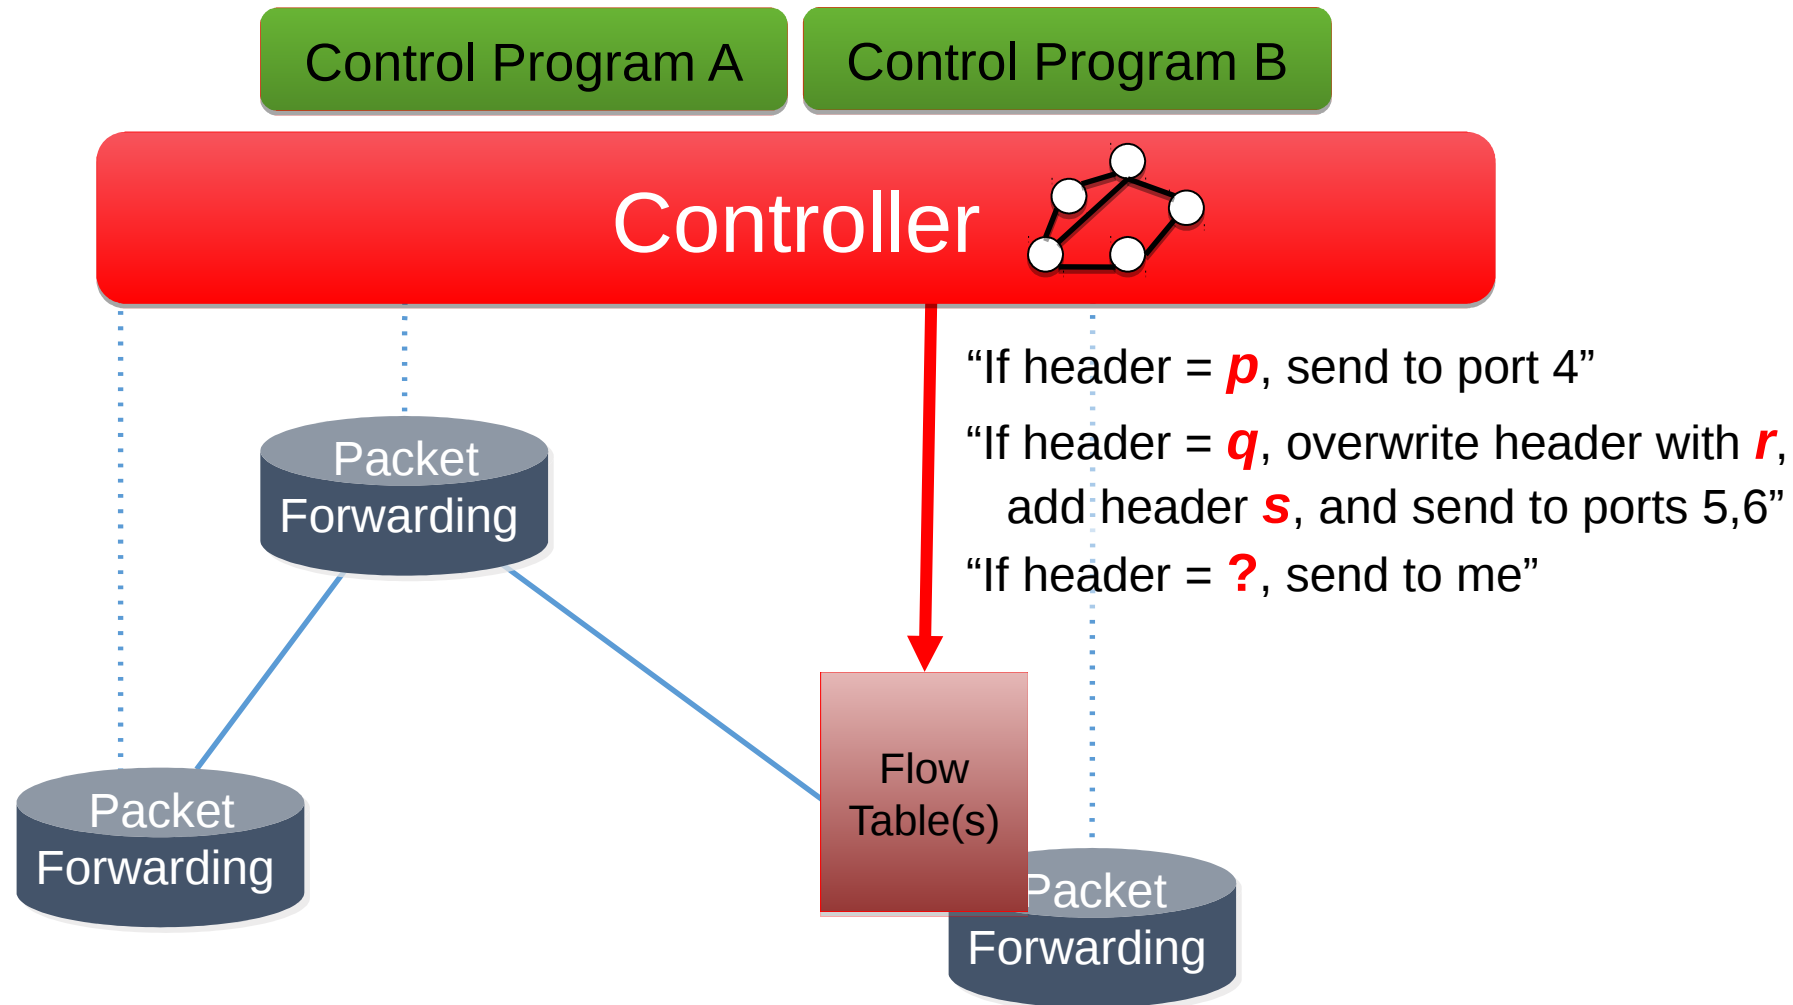 Control Program A
Control Program B
Controller
“If header = p, send to port 4”
“If header = q, overwrite header with r,
add header s, and send to ports 5,6”
“If header = ?, send to me”
Packet
Forwarding
Flow
Table(s)
Packet
Forwarding
Packet
Forwarding